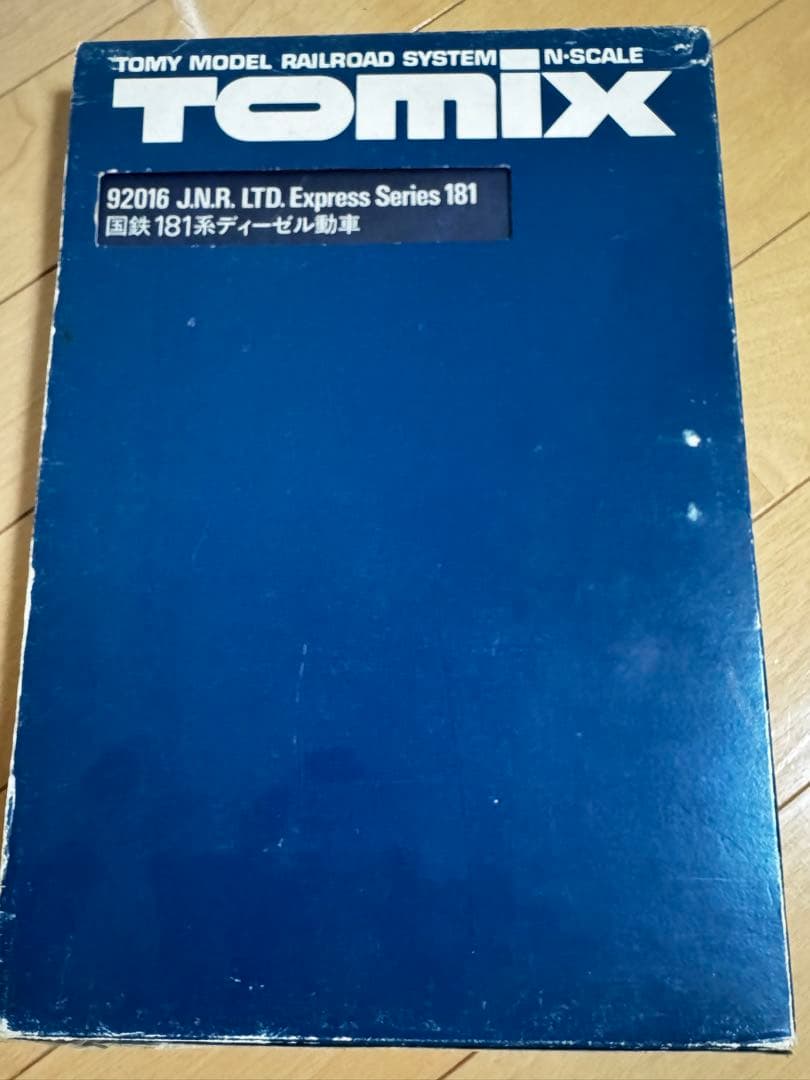 TOMY MODEL RAILROAD SYSTEM N·SCALE
TOMIX
92016 J.N.R. LTD. Express Series 181
国鉄181系ディーゼル動車